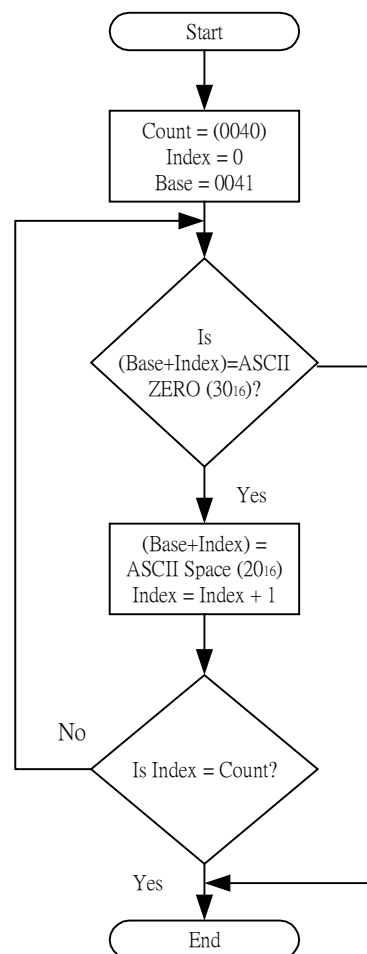 Start
Count = (0040)
Index = 0
Base = 0041
Is
(Base+Index)=ASCII
ZERO (30₁₆)?
Yes
(Base+Index) =
ASCII Space (20₁₆)
Index = Index + 1
No
Is Index = Count?
Yes
End